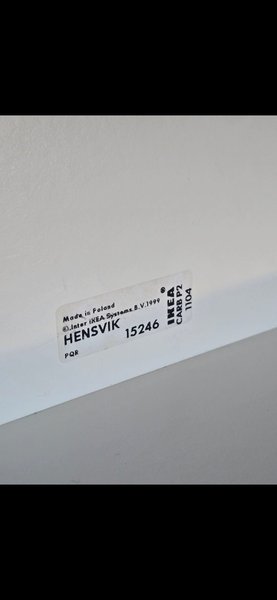 Made in Poland
© Inter IKEA Systems B.V. 1999
HENSVIK 15246
PQR
IKEA®
CARB P2
1104